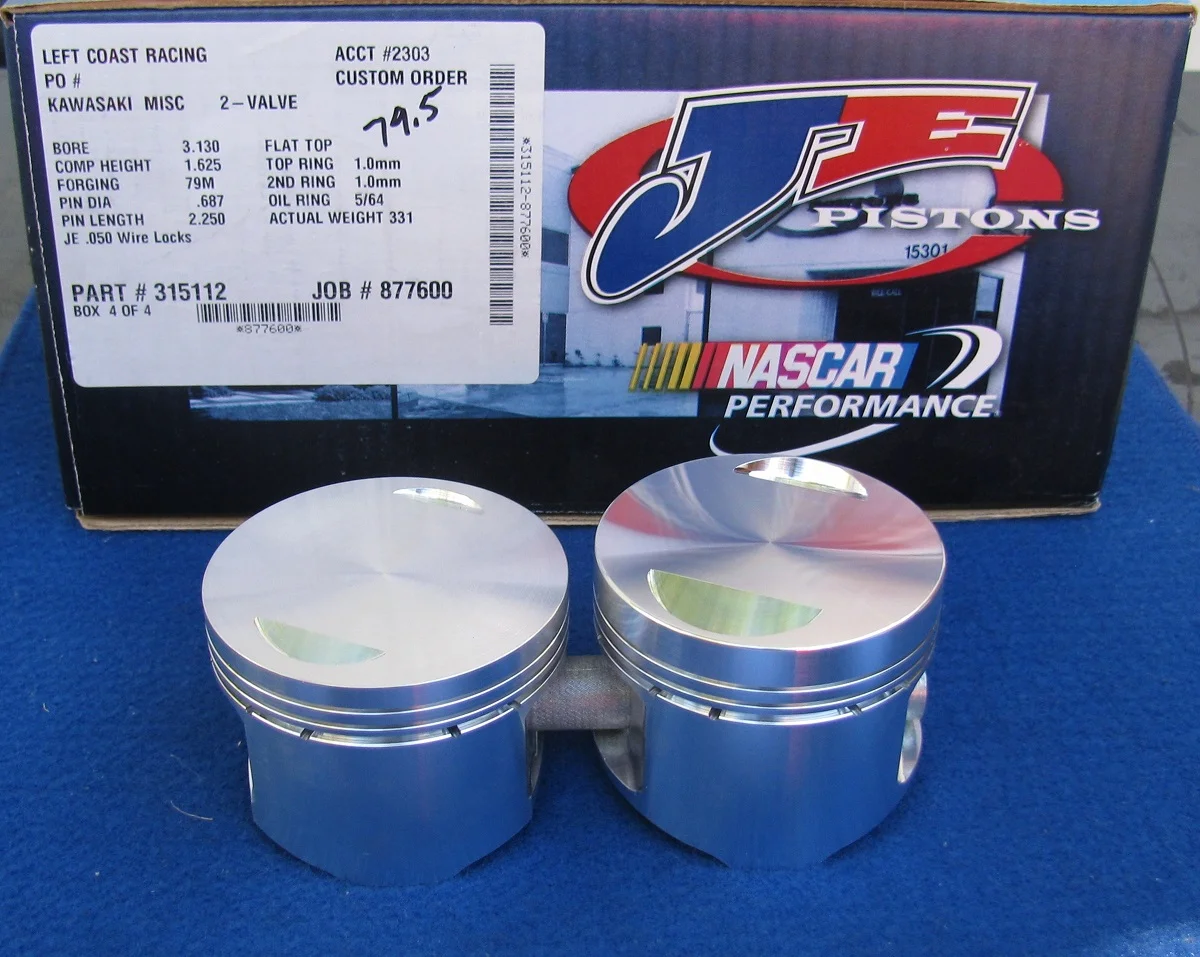 LEFT COAST RACING ACCT #2303
PO # CUSTOM ORDER
KAWASAKI MISC 2-VALVE
79.5
BORE 3.130 FLAT TOP
COMP HEIGHT 1.625 TOP RING 1.0mm
FORGING 79M 2ND RING 1.0mm
PIN DIA .687 OIL RING 5/64
PIN LENGTH 2.250 ACTUAL WEIGHT 331
JE .050 Wire Locks
PART # 315112 JOB # 877600
BOX 4 OF 4
*877600*
*315112-877600*
JE
PISTONS
15301
NASCAR
PERFORMANCE